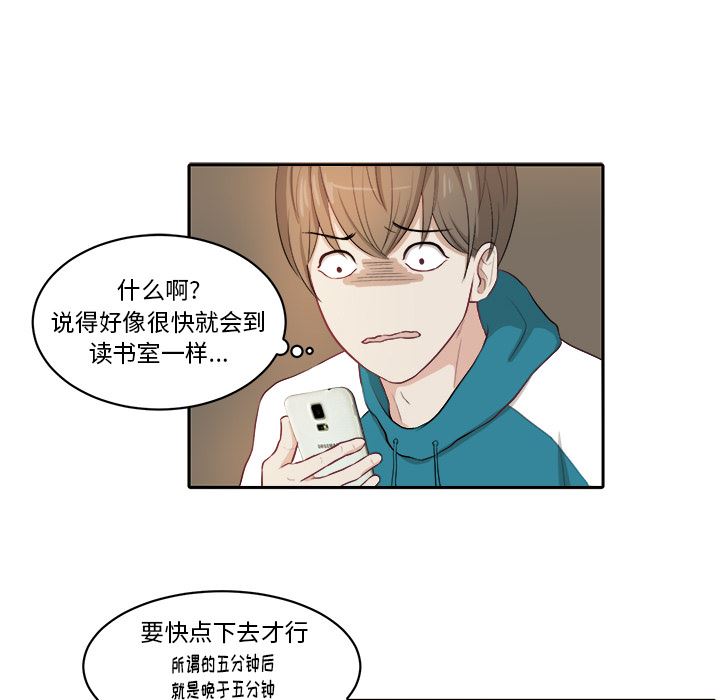 什么啊?
说得好像很快就会到
读书室一样...
SAMSUNG
要快点下去才行
所谓的五分钟后
就是晚于五分钟